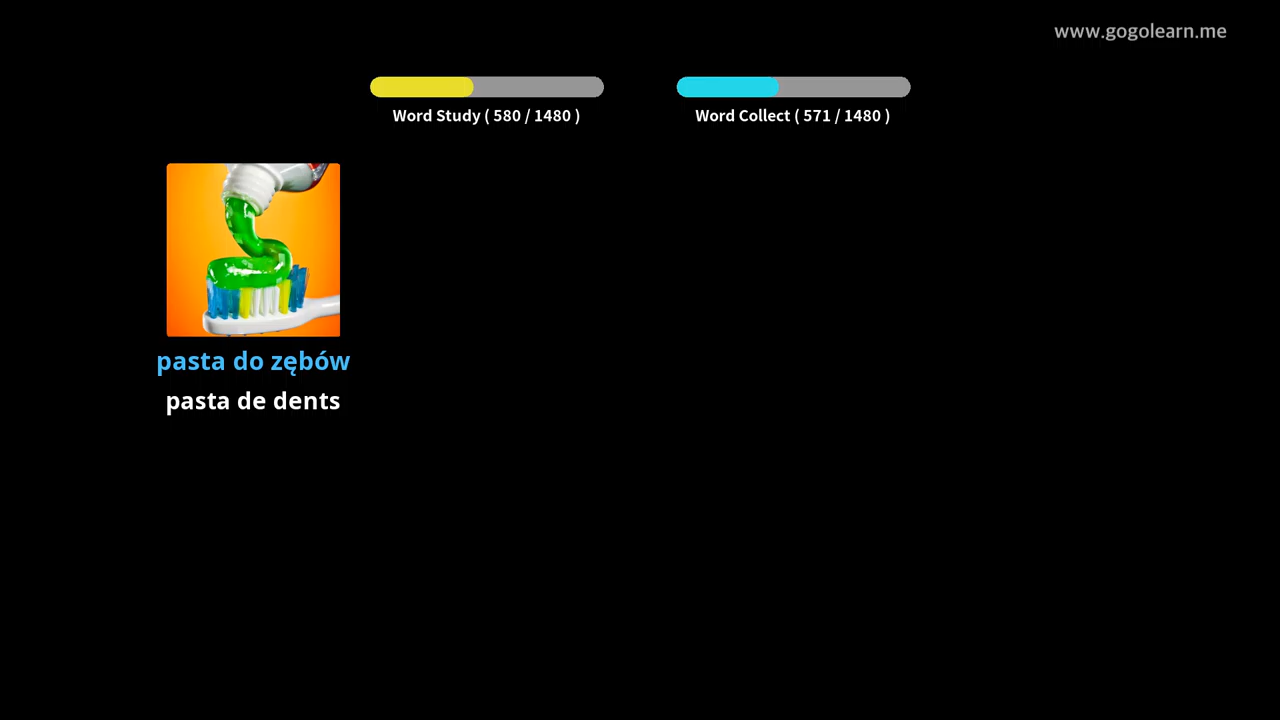 www.gogolearn.me
Word Study ( 580 / 1480 )
Word Collect ( 571 / 1480 )
pasta do zębów
pasta de dents